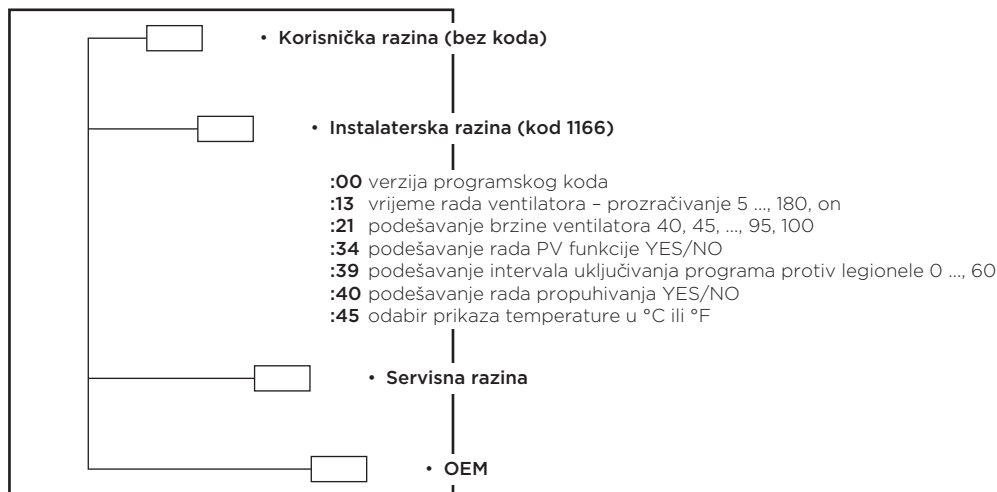 • Korisnička razina (bez koda)
• Instalaterska razina (kod 1166)
:00 verzija programskog koda
:13 vrijeme rada ventilatora – prozračivanje 5 ..., 180, on
:21 podešavanje brzine ventilatora 40, 45, ..., 95, 100
:34 podešavanje rada PV funkcije YES/NO
:39 podešavanje intervala uključivanja programa protiv legionele 0 ..., 60
:40 podešavanje rada propuhivanja YES/NO
:45 odabir prikaza temperature u °C ili °F
• Servisna razina
• OEM